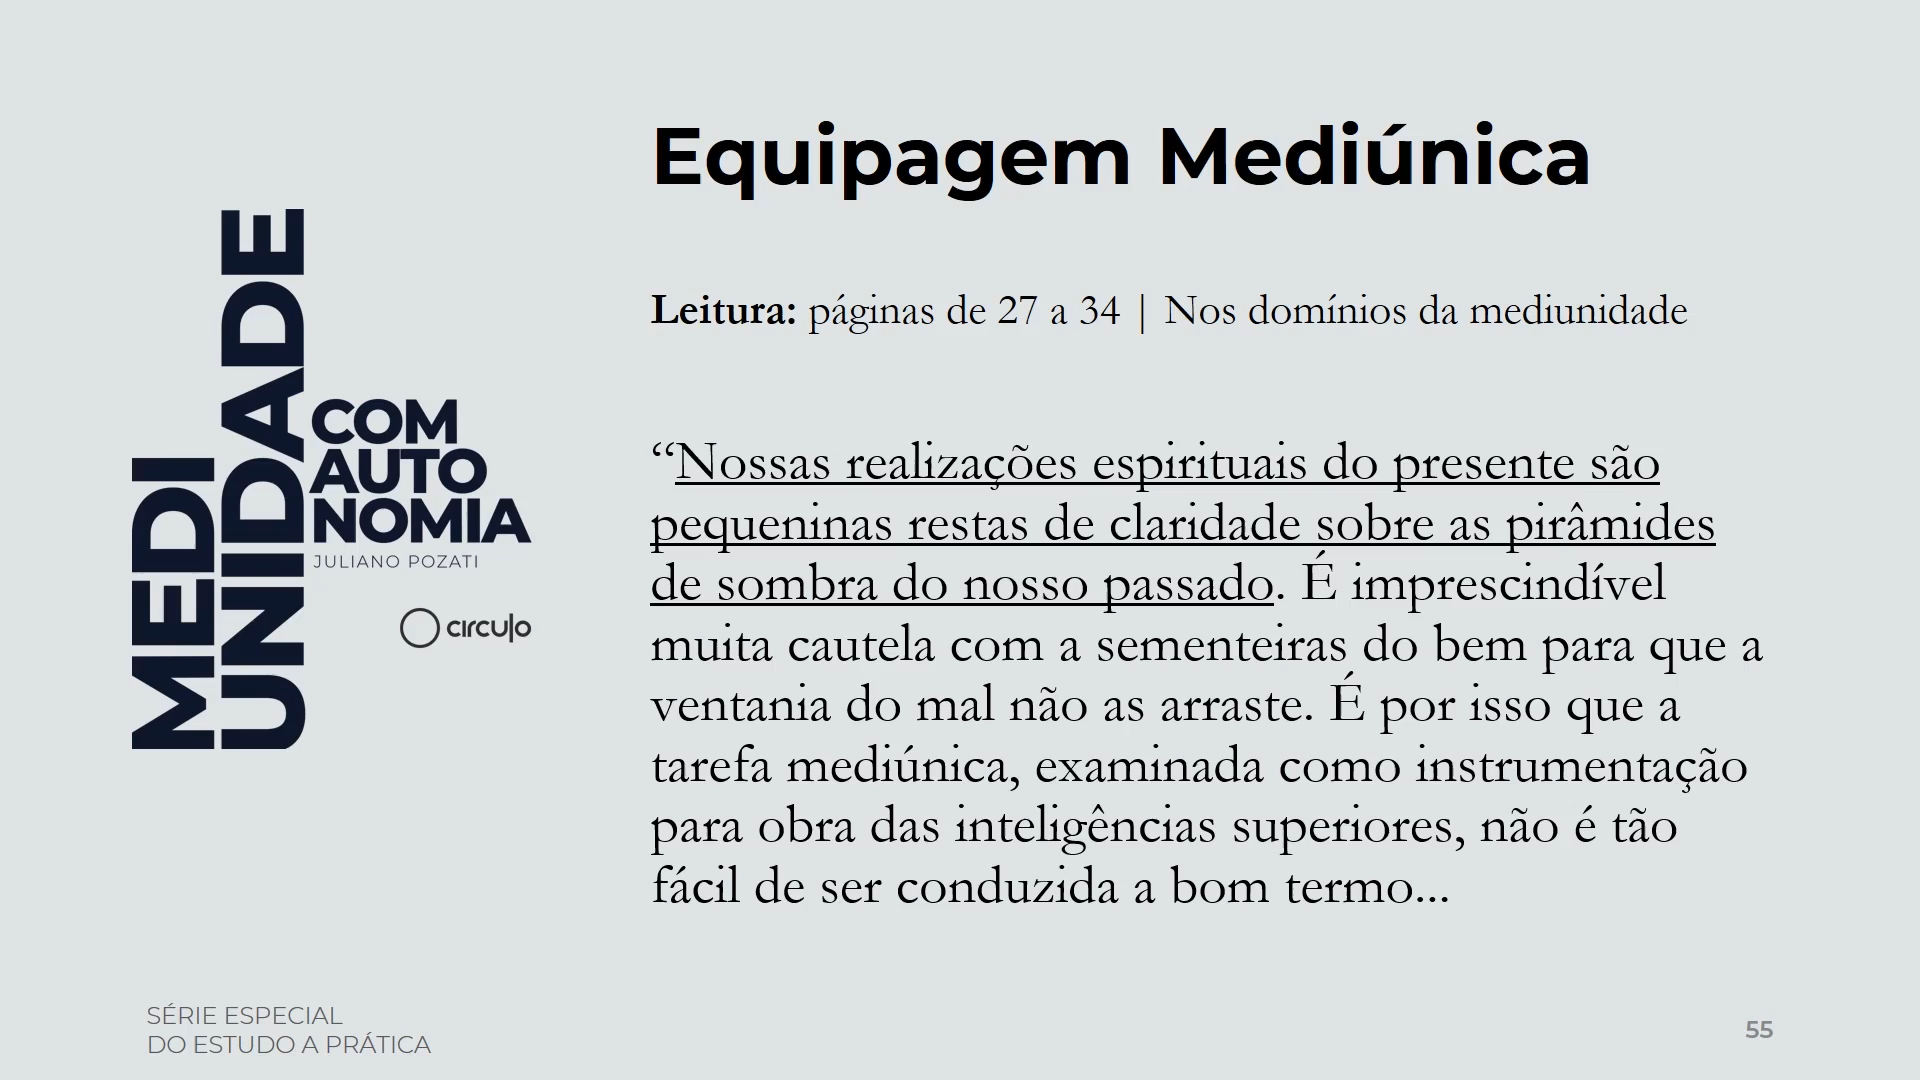 Equipagem Mediúnica
Leitura: páginas de 27 a 34 | Nos domínios da mediunidade
“Nossas realizações espirituais do presente são
pequeninas restas de claridade sobre as pirâmides
de sombra do nosso passado. É imprescindível
muita cautela com a sementeiras do bem para que a
ventania do mal não as arraste. É por isso que a
tarefa mediúnica, examinada como instrumentação
para obra das inteligências superiores, não é tão
fácil de ser conduzida a bom termo...
MEDI
UNIDADE
COM
AUTO
NOMIA
JULIANO POZATI
circulo
SÉRIE ESPECIAL
DO ESTUDO A PRÁTICA
55